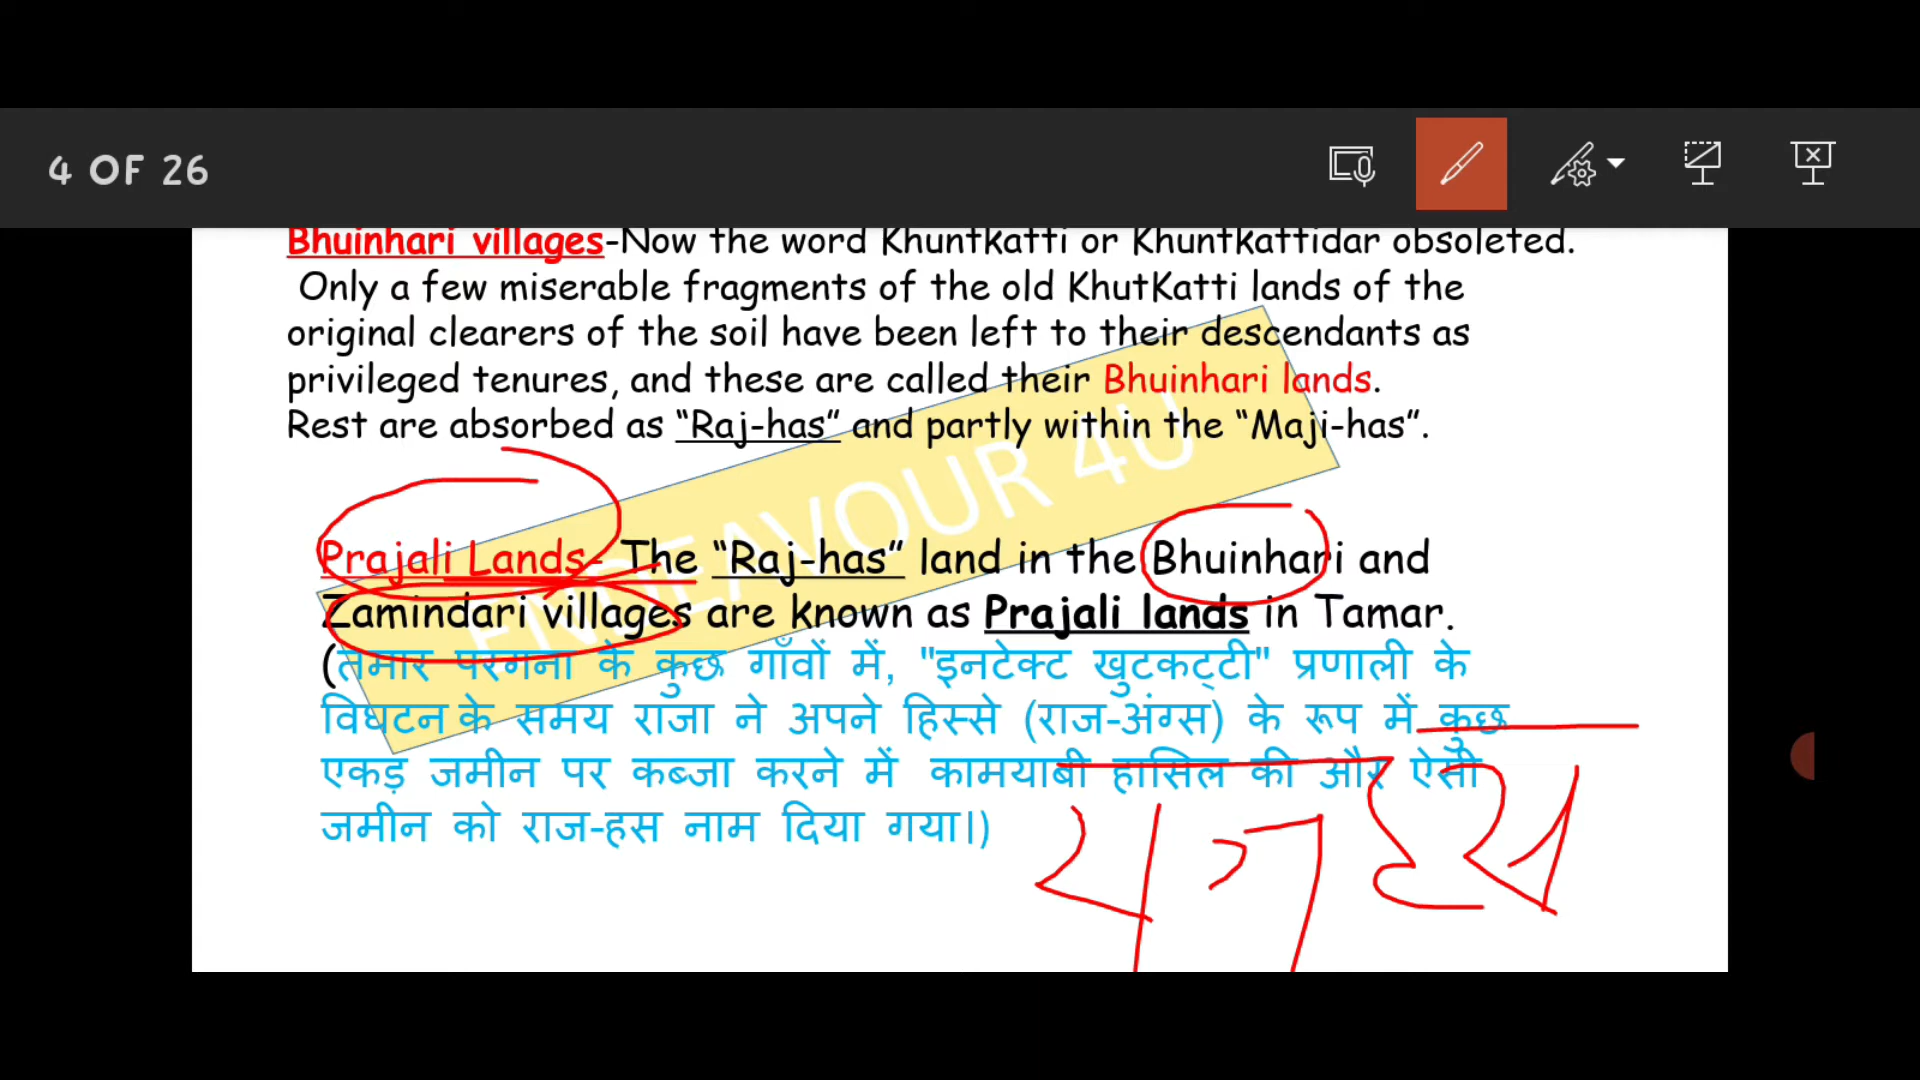 4 OF 26
Bhuinhari villages-Now the word Khuntkatti or Khuntkattidar obsoleted.
Only a few miserable fragments of the old KhutKatti lands of the
original clearers of the soil have been left to their descendants as
privileged tenures, and these are called their Bhuinhari lands.
Rest are absorbed as “Raj-has” and partly within the “Maji-has”.
ENDEAVOUR 4U
Prajali Lands- The “Raj-has” land in the Bhuinhari and
Zamindari villages are known as Prajali lands in Tamar.
(तमार परगना के कुछ गाँवों में, "इनटेक्ट खुटकट्टी" प्रणाली के
विघटन के समय राजा ने अपने हिस्से (राज-अंग्स) के रूप में कुछ
एकड़ जमीन पर कब्जा करने में कामयाबी हासिल की और ऐसी
जमीन को राज-हस नाम दिया गया।)